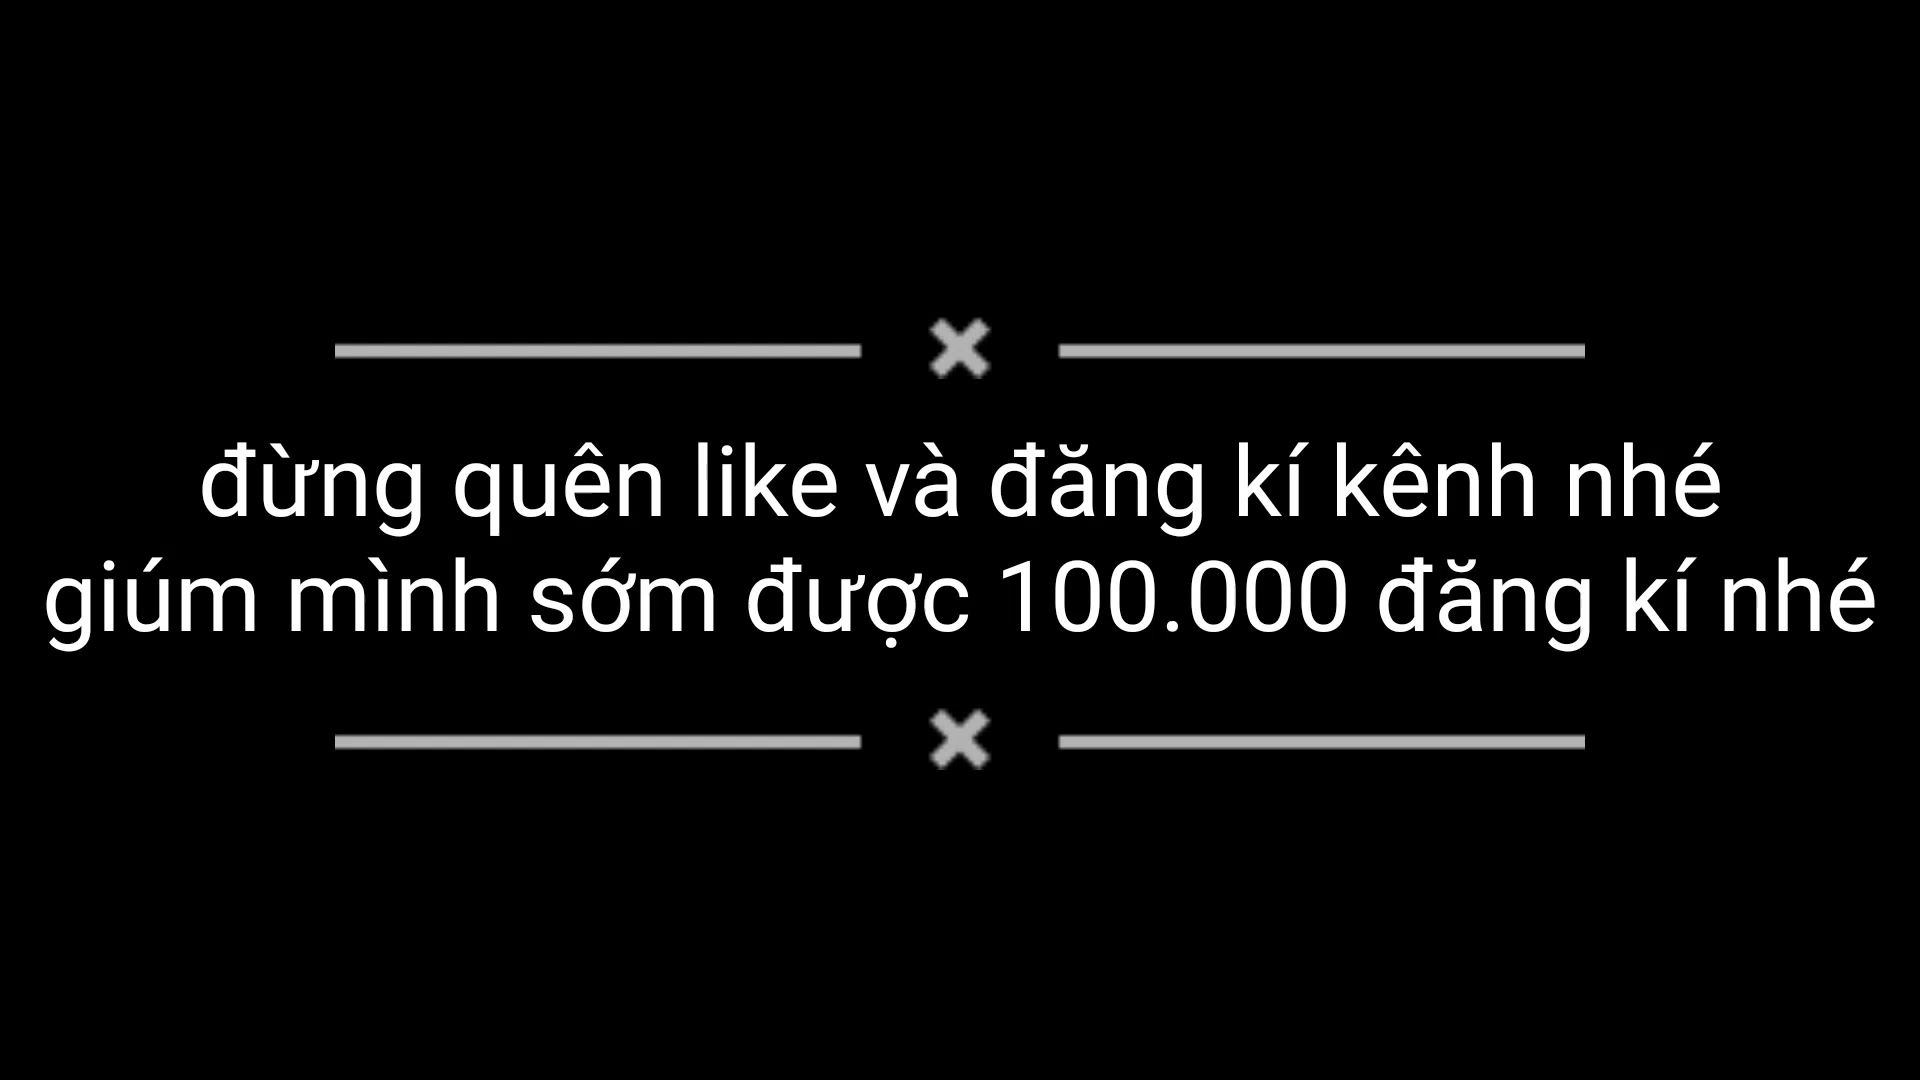 đừng quên like và đăng kí kênh nhé
giúm mình sớm được 100.000 đăng kí nhé